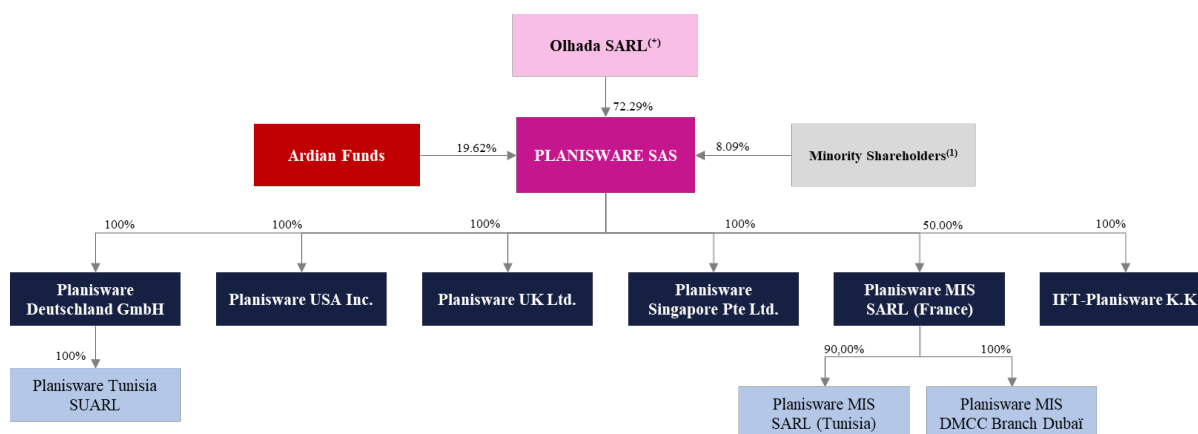 Olhada SARL(*)
72.29%
Ardian Funds
19.62%
PLANISWARE SAS
8.09%
Minority Shareholders(1)
100%
100%
100%
100%
50.00%
100%
Planisware
Deutschland GmbH
Planisware USA Inc.
Planisware UK Ltd.
Planisware
Singapore Pte Ltd.
Planisware MIS
SARL (France)
IFT-Planisware K.K
100%
90,00%
100%
Planisware Tunisia
SUARL
Planisware MIS
SARL (Tunisia)
Planisware MIS
DMCC Branch Dubaï